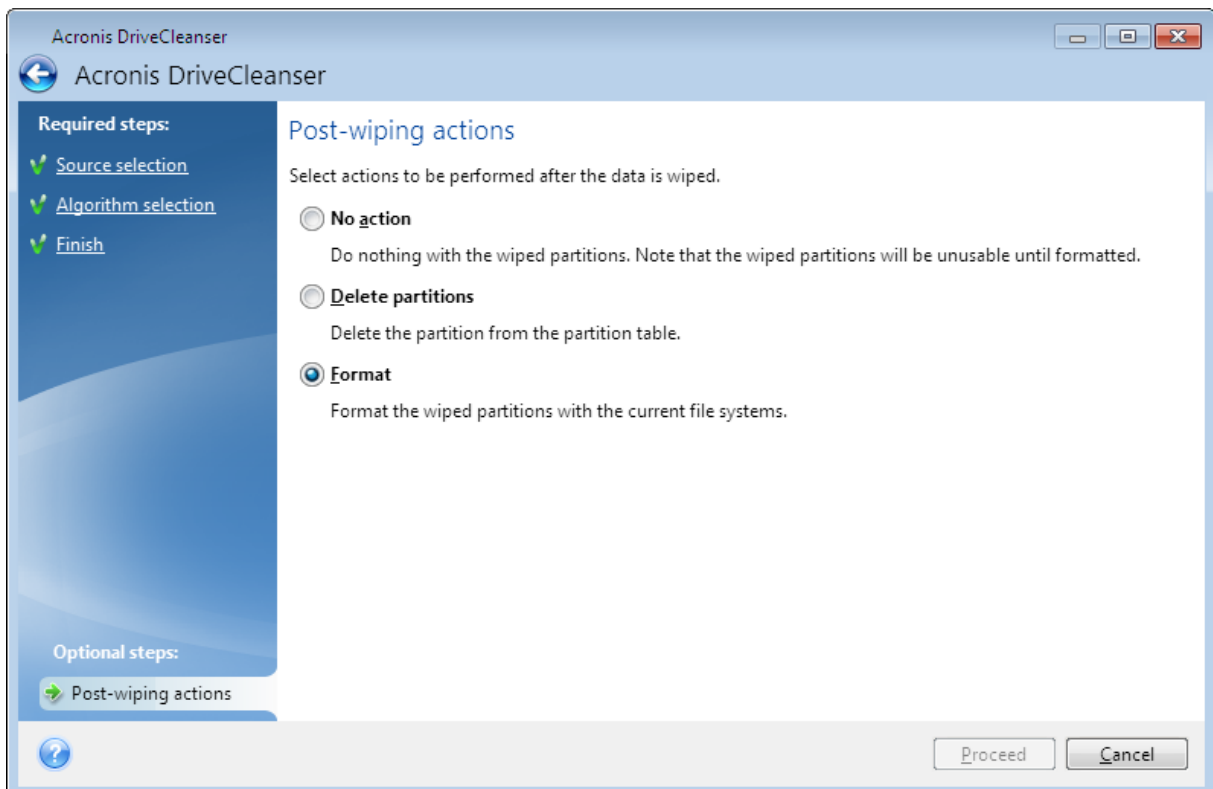 Acronis DriveCleanser
Acronis DriveCleanser
Required steps:
Source selection
Algorithm selection
Finish
Post-wiping actions
Select actions to be performed after the data is wiped.
No action
Do nothing with the wiped partitions. Note that the wiped partitions will be unusable until formatted.
Delete partitions
Delete the partition from the partition table.
Format
Format the wiped partitions with the current file systems.
Optional steps:
Post-wiping actions
?
Proceed
Cancel